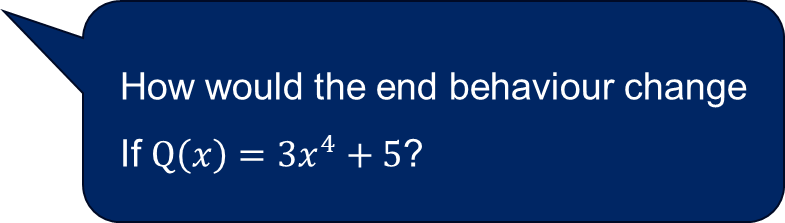 How would the end behaviour change
If Q(𝑥) = 3𝑥⁴ + 5?